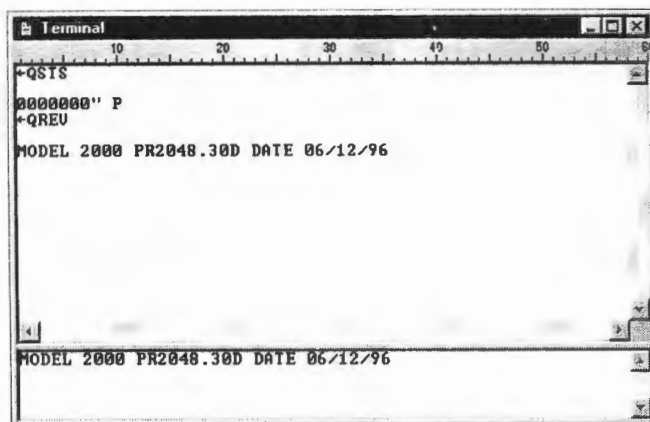 Terminal
10 20 30 40 50 60
←QSTS
0000000" P
←QREV
MODEL 2000 PR2048.30D DATE 06/12/96
MODEL 2000 PR2048.30D DATE 06/12/96